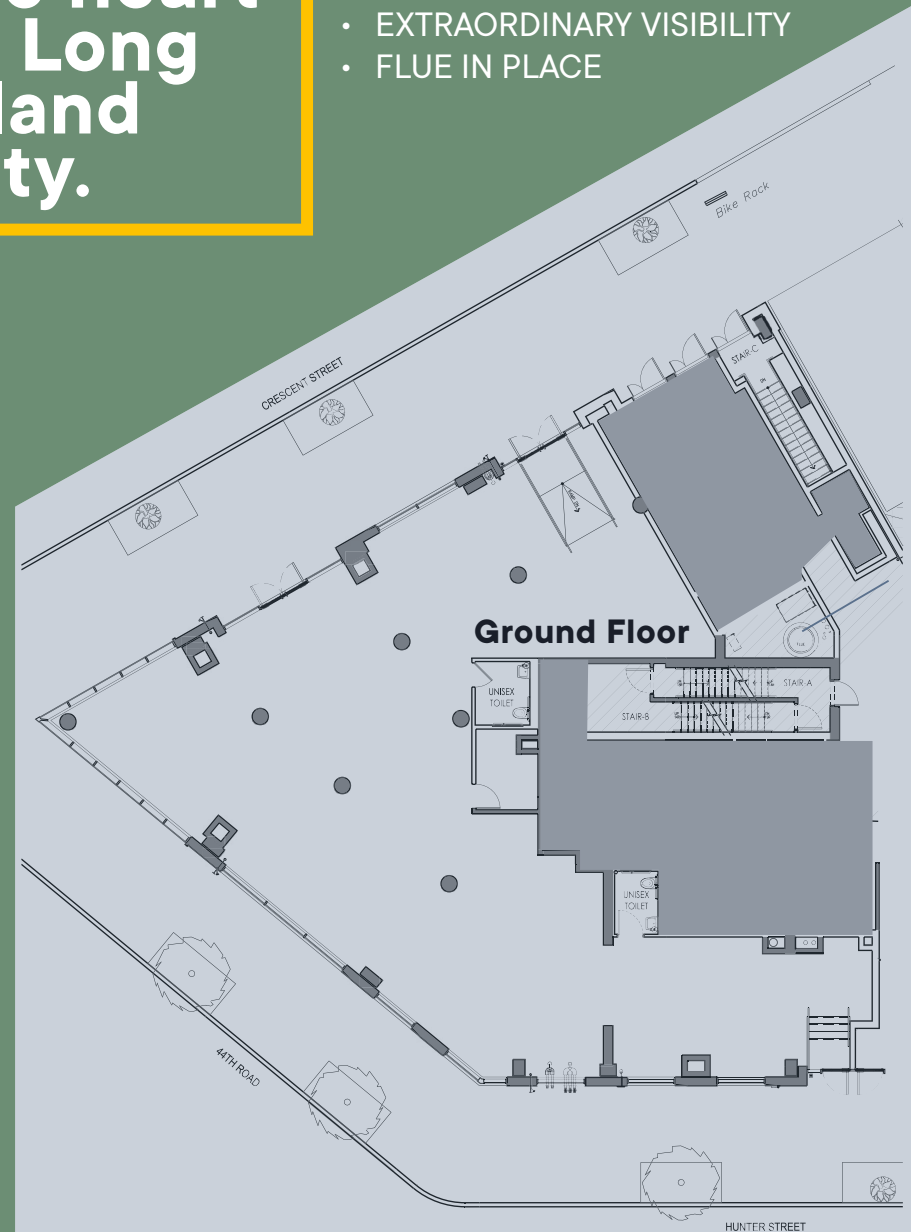 heart
Long
land
ty.
• EXTRAORDINARY VISIBILITY
• FLUE IN PLACE
Bike Rack
CRESCENT STREET
STAIR-C
DN
Ground Floor
UNISEX
TOILET
STAIR-A
STAIR-B
UNISEX
TOILET
44TH ROAD
HUNTER STREET